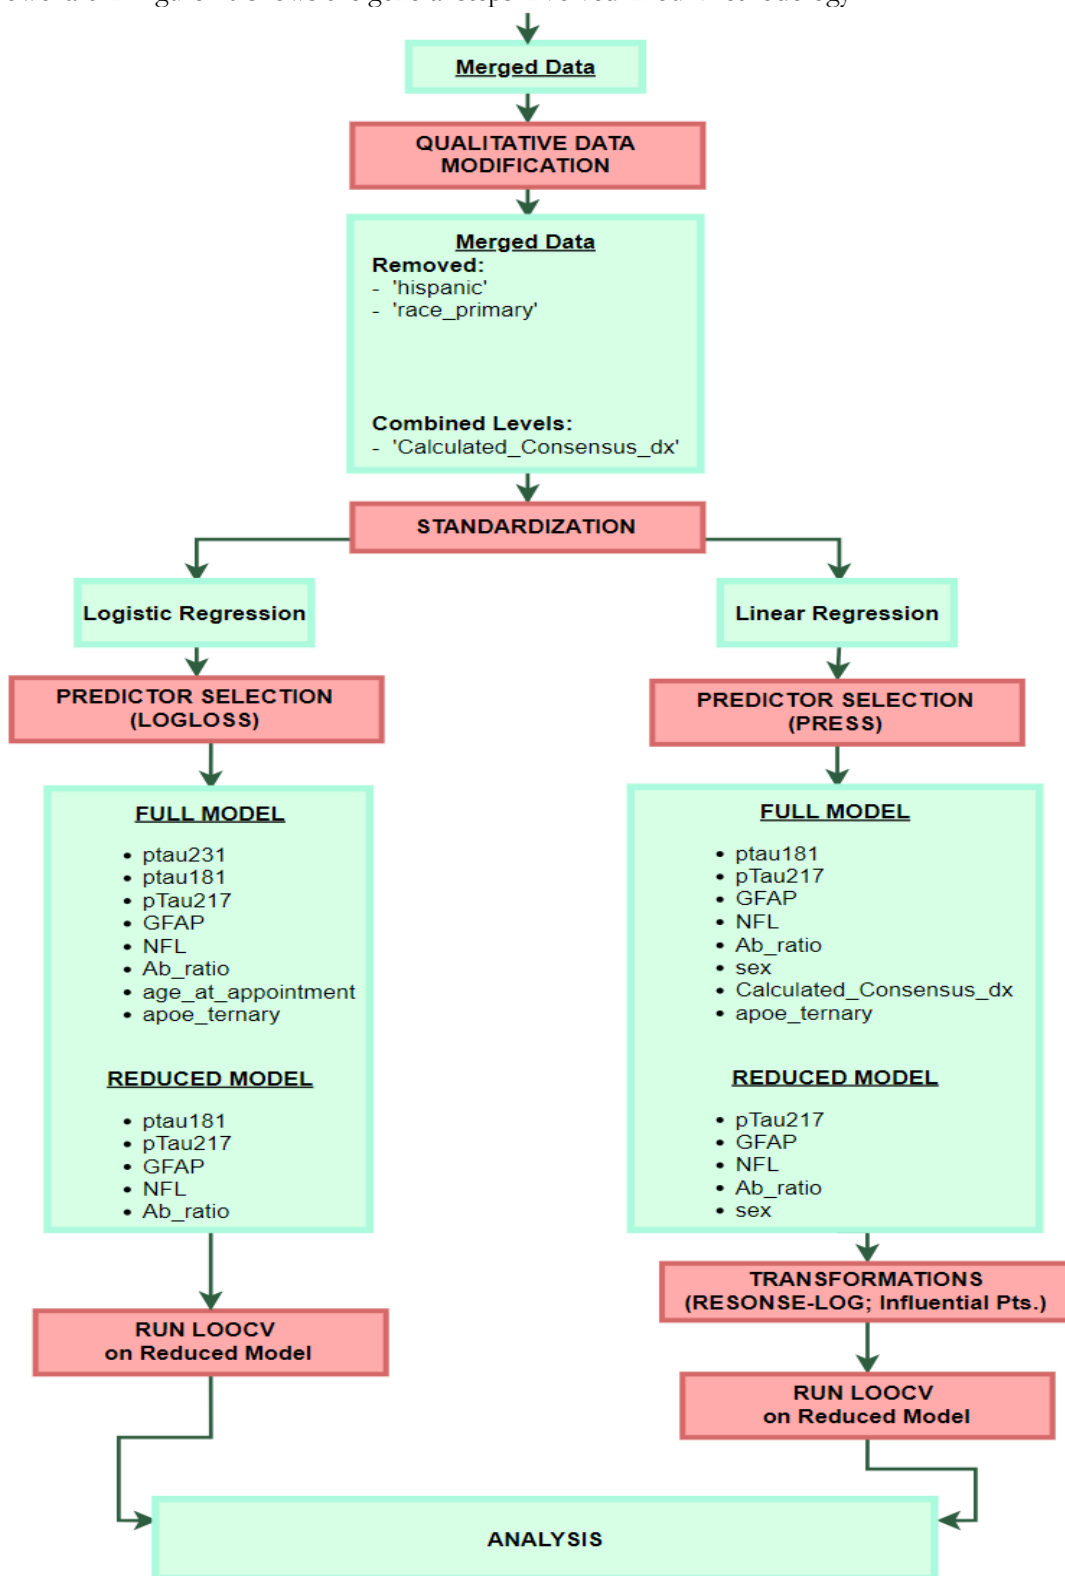 Merged Data
QUALITATIVE DATA
MODIFICATION
Merged Data
Removed:
- 'hispanic'
- 'race_primary'
Combined Levels:
- 'Calculated_Consensus_dx'
STANDARDIZATION
Logistic Regression
PREDICTOR SELECTION
(LOGLOSS)
FULL MODEL
• ptau231
• ptau181
• pTau217
• GFAP
• NFL
• Ab_ratio
• age_at_appointment
• apoe_ternary
REDUCED MODEL
• ptau181
• pTau217
• GFAP
• NFL
• Ab_ratio
RUN LOOCV
on Reduced Model
Linear Regression
PREDICTOR SELECTION
(PRESS)
FULL MODEL
• ptau181
• pTau217
• GFAP
• NFL
• Ab_ratio
• sex
• Calculated_Consensus_dx
• apoe_ternary
REDUCED MODEL
• pTau217
• GFAP
• NFL
• Ab_ratio
• sex
TRANSFORMATIONS
(RESONSE-LOG; Influential Pts.)
RUN LOOCV
on Reduced Model
ANALYSIS